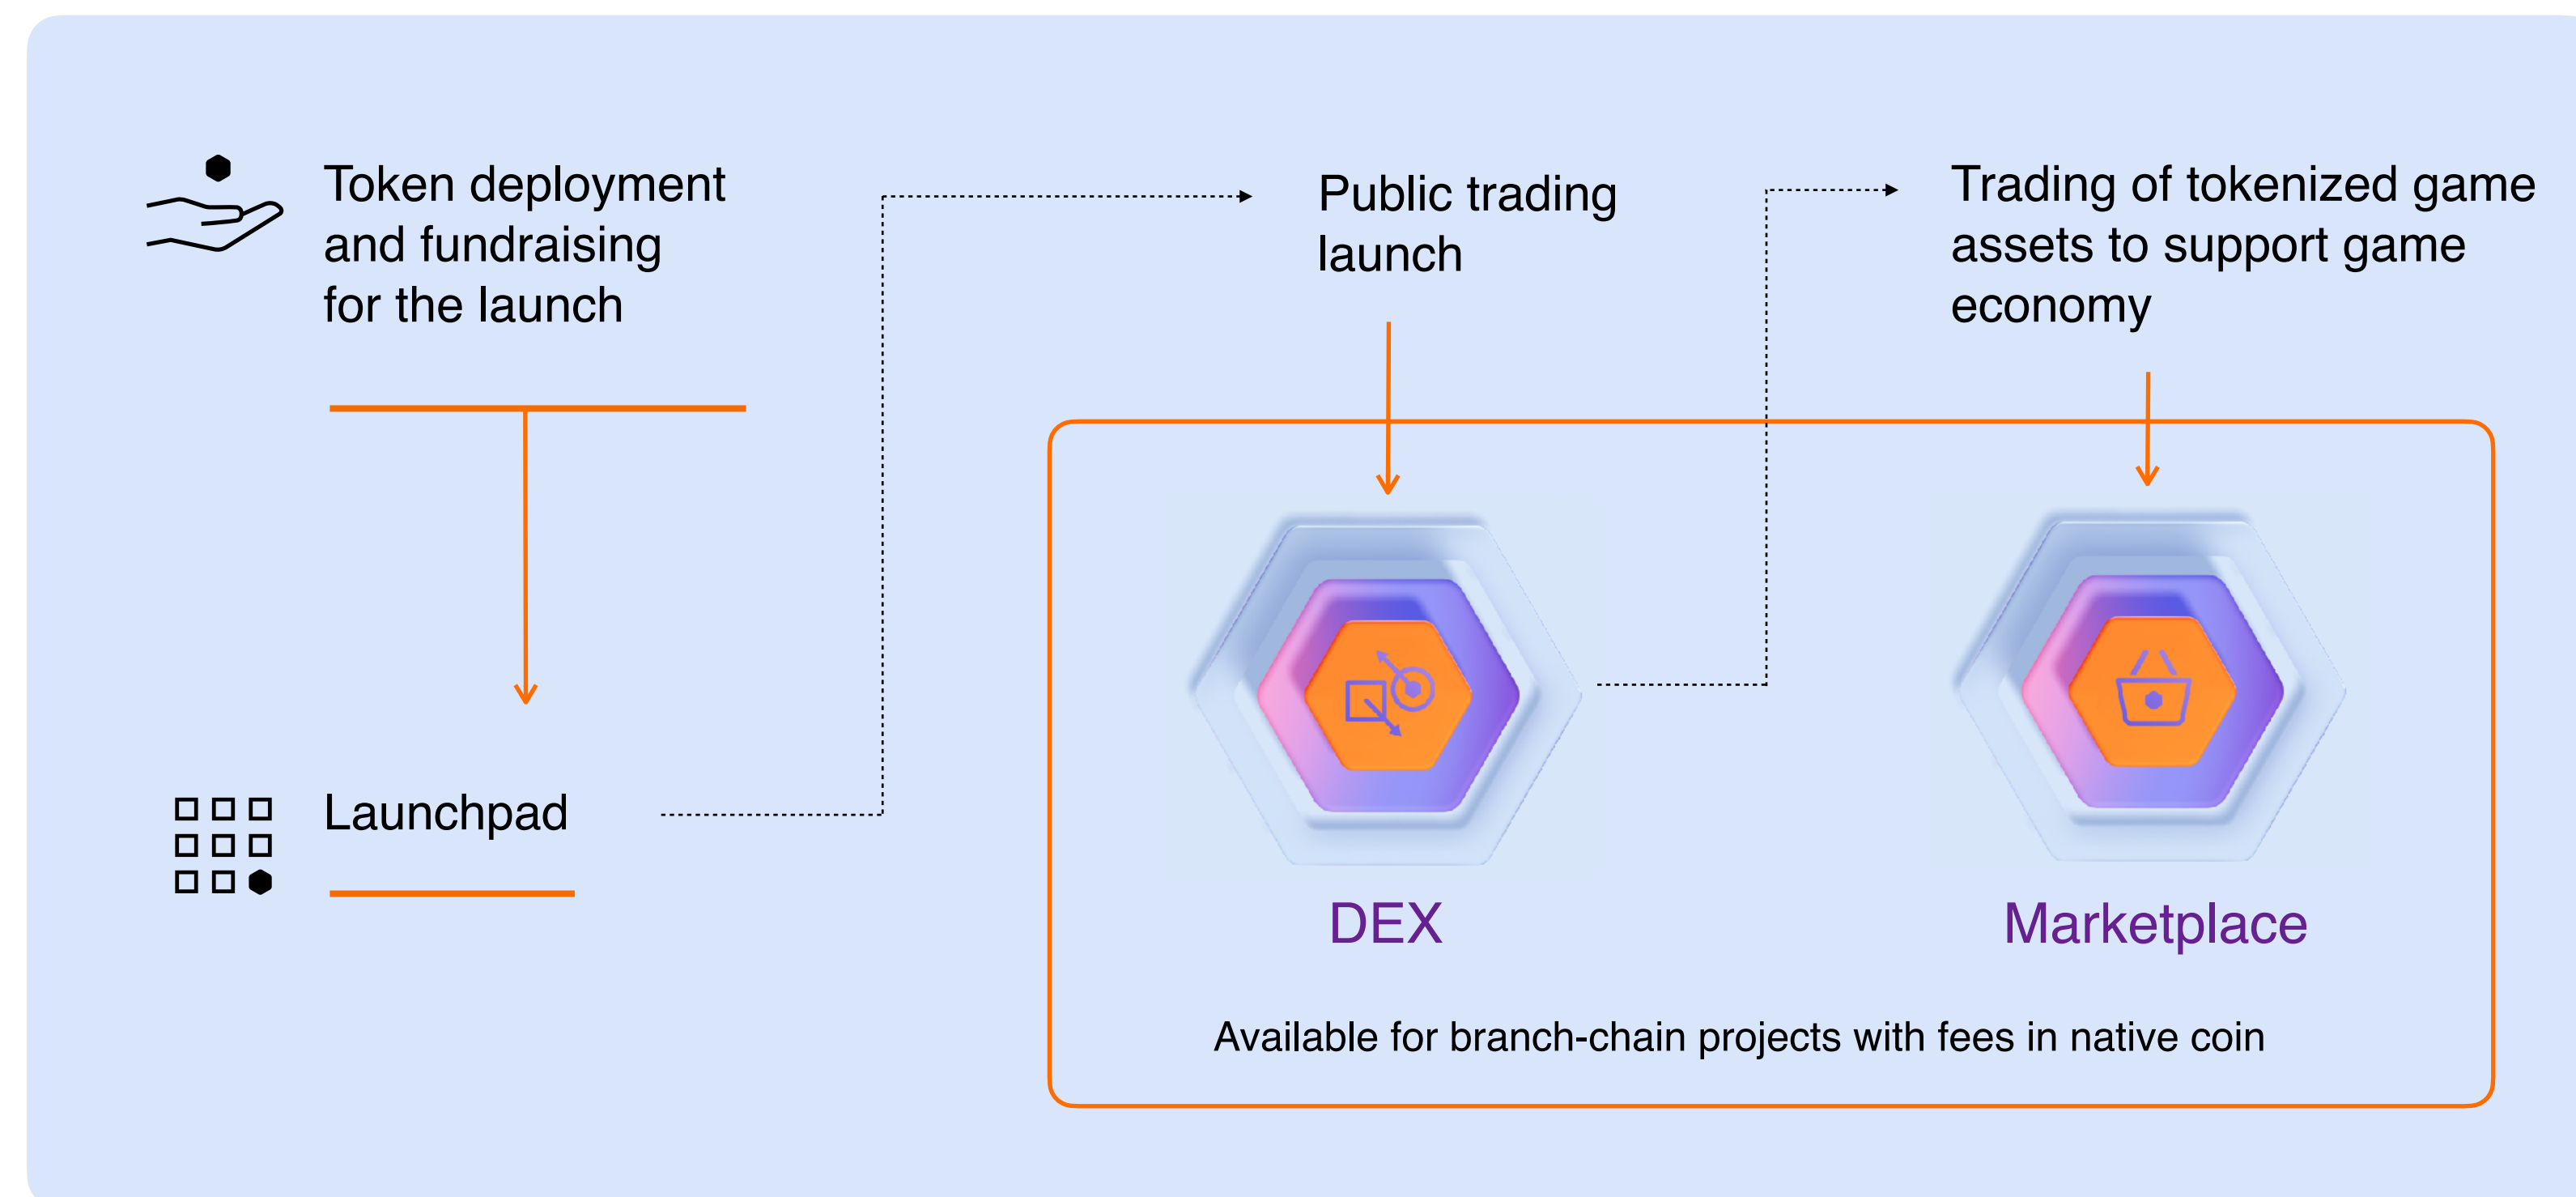 Token deployment
and fundraising
for the launch
Launchpad
Public trading
launch
Trading of tokenized game
assets to support game
economy
DEX
Marketplace
Available for branch-chain projects with fees in native coin